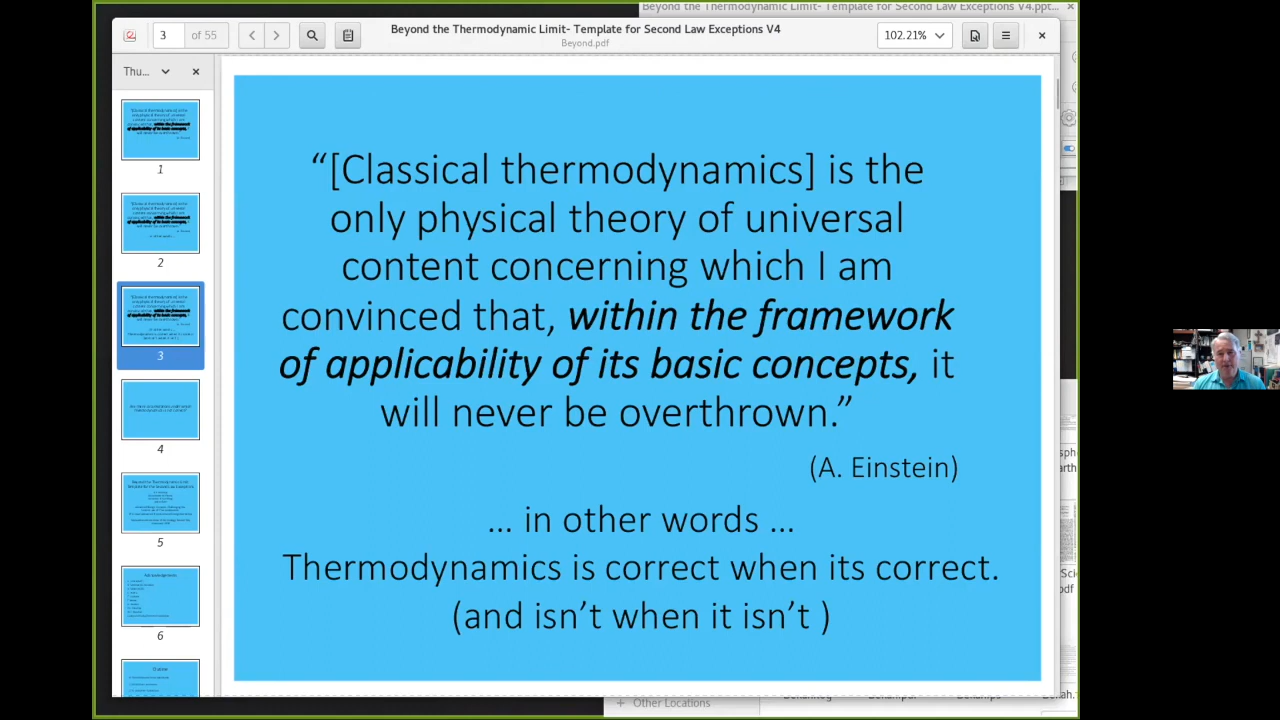 Beyond the Thermodynamic Limit- Template for Second Law Exceptions V4.ppt...
3
of 55
Beyond the Thermodynamic Limit- Template for Second Law Exceptions V4
Beyond.pdf
102.21%
Thu...
1
2
3
4
5
6
“[Classical thermodynamics] is the
only physical theory of universal
content concerning which I am
convinced that, within the framework
of applicability of its basic concepts, it
will never be overthrown.”
(A. Einstein)
... in other words ...
Thermodynamics is correct when its correct.
(and isn’t when it isn’t )
Other Locations